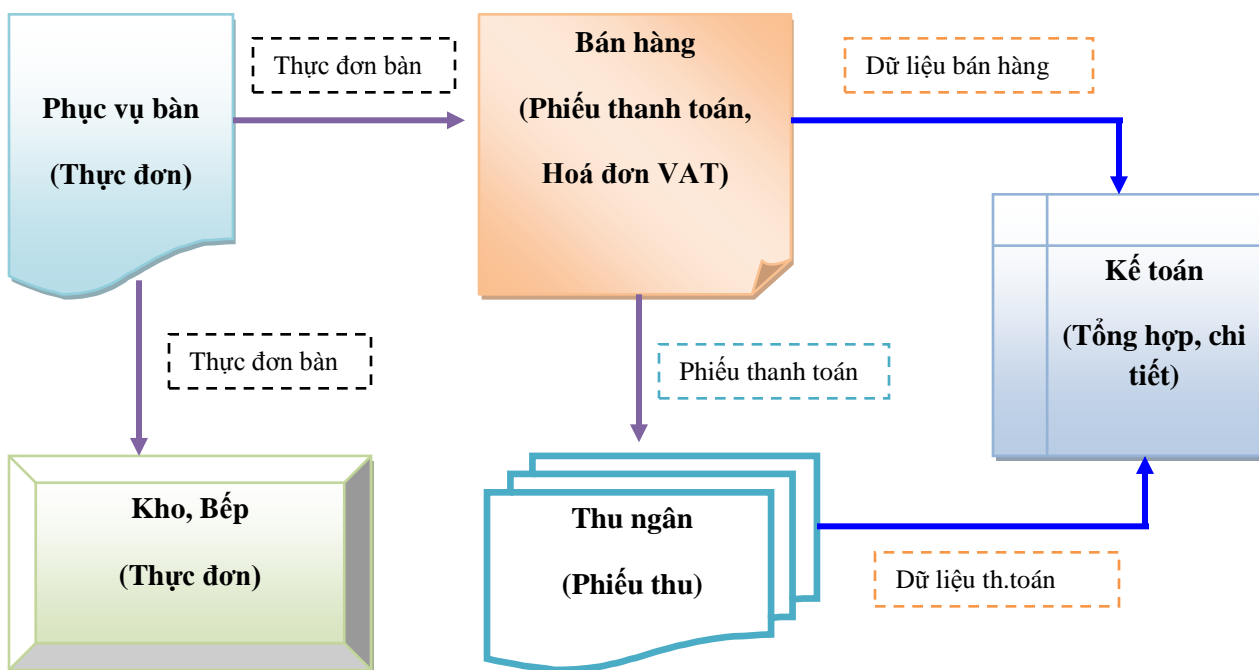 Phục vụ bàn
(Thực đơn)
Thực đơn bàn
Bán hàng
(Phiếu thanh toán,
Hoá đơn VAT)
Dữ liệu bán hàng
Kế toán
(Tổng hợp, chi
tiết)
Thực đơn bàn
Phiếu thanh toán
Kho, Bếp
(Thực đơn)
Thu ngân
(Phiếu thu)
Dữ liệu th.toán